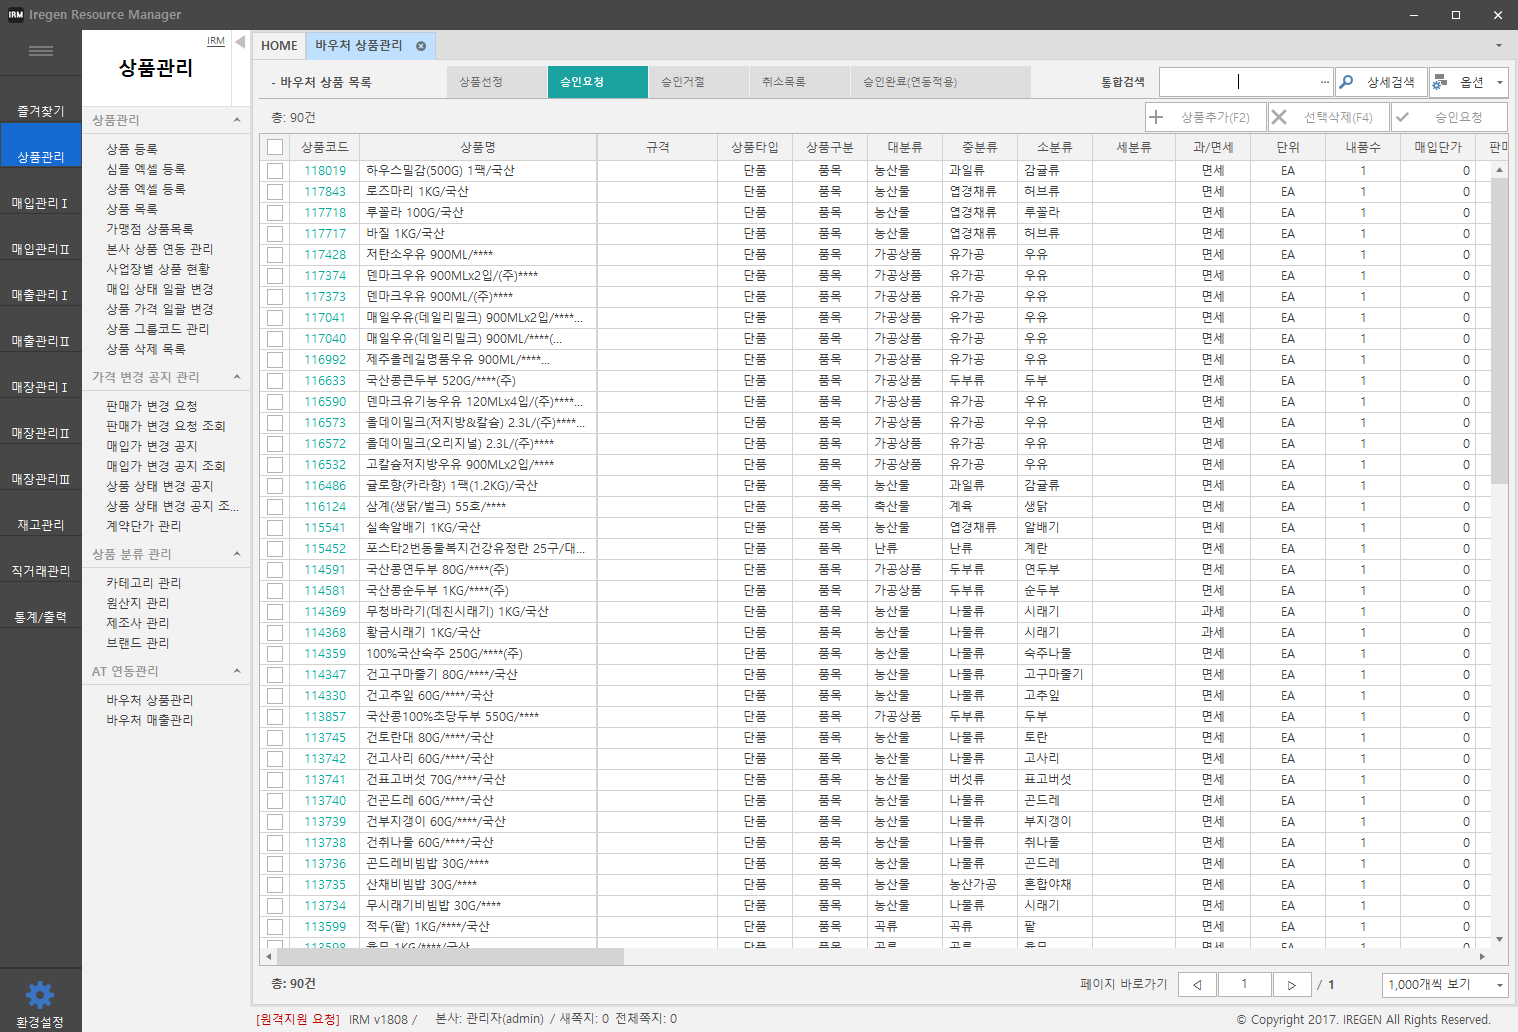 IRM Iregen Resource Manager
즐겨찾기
상품관리
매입관리Ⅰ
매입관리Ⅱ
매출관리Ⅰ
매출관리Ⅱ
매장관리Ⅰ
매장관리Ⅱ
매장관리Ⅲ
재고관리
직거래관리
통계/출력
환경설정
IRM
상품관리
상품관리
상품 등록
심플 엑셀 등록
상품 엑셀 등록
상품 목록
가맹점 상품목록
본사 상품 연동 관리
사업장별 상품 현황
매입 상태 일괄 변경
상품 가격 일괄 변경
상품 그룹코드 관리
상품 삭제 목록
가격 변경 공지 관리
판매가 변경 요청
판매가 변경 요청 조회
매입가 변경 공지
매입가 변경 공지 조회
상품 상태 변경 공지
상품 상태 변경 공지 조...
계약단가 관리
상품 분류 관리
카테고리 관리
원산지 관리
제조사 관리
브랜드 관리
AT 연동관리
바우처 상품관리
바우처 매출관리
HOME 바우처 상품관리
- 바우처 상품 목록 상품선정 승인요청 승인거절 취소목록 승인완료(연동적용) 통합검색 ... 상세검색 옵션
총: 90건 상품추가(F2) 선택삭제(F4) 승인요청
상품코드 상품명 규격 상품타입 상품구분 대분류 중분류 소분류 세분류 과/면세 단위 내품수 매입단가
118019 하우스밀감(500G) 1팩/국산 단품 품목 농산물 과일류 감귤류 면세 EA 1 0
117843 로즈마리 1KG/국산 단품 품목 농산물 엽경채류 허브류 면세 EA 1 0
117718 루꼴라 100G/국산 단품 품목 농산물 엽경채류 루꼴라 면세 EA 1 0
117717 바질 1KG/국산 단품 품목 농산물 엽경채류 허브류 면세 EA 1 0
117428 저탄소우유 900ML/**** 단품 품목 가공상품 유가공 우유 면세 EA 1 0
117374 덴마크우유 900MLx2입/(주)**** 단품 품목 가공상품 유가공 우유 면세 EA 1 0
117373 덴마크우유 900ML/(주)**** 단품 품목 가공상품 유가공 우유 면세 EA 1 0
117041 매일우유(데일리밀크) 900MLx2입/****... 단품 품목 가공상품 유가공 우유 면세 EA 1 0
117040 매일우유(데일리밀크) 900ML/****(... 단품 품목 가공상품 유가공 우유 면세 EA 1 0
116992 제주올레길명품우유 900ML/****... 단품 품목 가공상품 유가공 우유 면세 EA 1 0
116633 국산콩큰두부 520G/****(주) 단품 품목 가공상품 두부류 두부 면세 EA 1 0
116590 덴마크유기농우유 120MLx4입/(주)****... 단품 품목 가공상품 유가공 우유 면세 EA 1 0
116573 올데이밀크(저지방&칼슘) 2.3L/(주)****... 단품 품목 가공상품 유가공 우유 면세 EA 1 0
116572 올데이밀크(오리지널) 2.3L/(주)**** 단품 품목 가공상품 유가공 우유 면세 EA 1 0
116532 고칼슘저지방우유 900MLx2입/**** 단품 품목 가공상품 유가공 우유 면세 EA 1 0
116486 귤로향(카라향) 1팩(1.2KG)/국산 단품 품목 농산물 과일류 감귤류 면세 EA 1 0
116124 삼계(생닭/벌크) 55호/**** 단품 품목 축산물 계육 생닭 면세 EA 1 0
115541 실속알배기 1KG/국산 단품 품목 농산물 엽경채류 알배기 면세 EA 1 0
115452 포스타2번동물복지건강유정란 25구/대... 단품 품목 난류 난류 계란 면세 EA 1 0
114591 국산콩연두부 80G/****(주) 단품 품목 가공상품 두부류 연두부 면세 EA 1 0
114581 국산콩순두부 1KG/****(주) 단품 품목 가공상품 두부류 순두부 면세 EA 1 0
114369 무청바라기(데친시래기) 1KG/국산 단품 품목 농산물 나물류 시래기 과세 EA 1 0
114368 황금시래기 1KG/국산 단품 품목 농산물 나물류 시래기 과세 EA 1 0
114359 100%국산숙주 250G/****(주) 단품 품목 농산물 나물류 숙주나물 면세 EA 1 0
114347 건고구마줄기 80G/****/국산 단품 품목 농산물 나물류 고구마줄기 면세 EA 1 0
114330 건고추잎 60G/****/국산 단품 품목 농산물 나물류 고추잎 면세 EA 1 0
113857 국산콩100%초당두부 550G/**** 단품 품목 가공상품 두부류 두부 면세 EA 1 0
113745 건토란대 80G/****/국산 단품 품목 농산물 나물류 토란 면세 EA 1 0
113742 건고사리 60G/****/국산 단품 품목 농산물 나물류 고사리 면세 EA 1 0
113741 건표고버섯 70G/****/국산 단품 품목 농산물 버섯류 표고버섯 면세 EA 1 0
113740 건곤드레 60G/****/국산 단품 품목 농산물 나물류 곤드레 면세 EA 1 0
113739 건부지갱이 60G/****/국산 단품 품목 농산물 나물류 부지갱이 면세 EA 1 0
113738 건취나물 60G/****/국산 단품 품목 농산물 나물류 취나물 면세 EA 1 0
113736 곤드레비빔밥 30G/**** 단품 품목 농산물 나물류 곤드레 면세 EA 1 0
113735 산채비빔밥 30G/**** 단품 품목 농산물 농산가공 혼합야채 면세 EA 1 0
113734 무시래기비빔밥 30G/**** 단품 품목 농산물 나물류 시래기 면세 EA 1 0
113599 적두(팥) 1KG/****/국산 단품 품목 곡류 곡류 팥 면세 EA 1 0
113598 율무 1KG/****/국산 단품 품목 곡류 곡류 율무 면세 EA 1 0
총: 90건 페이지 바로가기 1 / 1 1,000개씩 보기
[원격지원 요청] IRM v1808 / 본사: 관리자(admin) / 새쪽지: 0 전체쪽지: 0 © Copyright 2017. IREGEN All Rights Reserved.